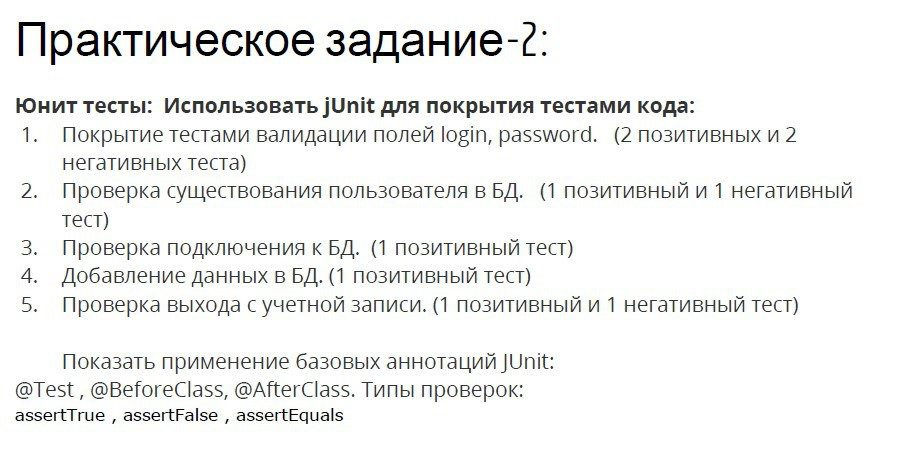 Практическое задание-2:
Юнит тесты: Использовать jUnit для покрытия тестами кода:
1. Покрытие тестами валидации полей login, password. (2 позитивных и 2
негативных теста)
2. Проверка существования пользователя в БД. (1 позитивный и 1 негативный
тест)
3. Проверка подключения к БД. (1 позитивный тест)
4. Добавление данных в БД. (1 позитивный тест)
5. Проверка выхода с учетной записи. (1 позитивный и 1 негативный тест)
Показать применение базовых аннотаций JUnit:
@Test , @BeforeClass, @AfterClass. Типы проверок:
assertTrue , assertFalse , assertEquals